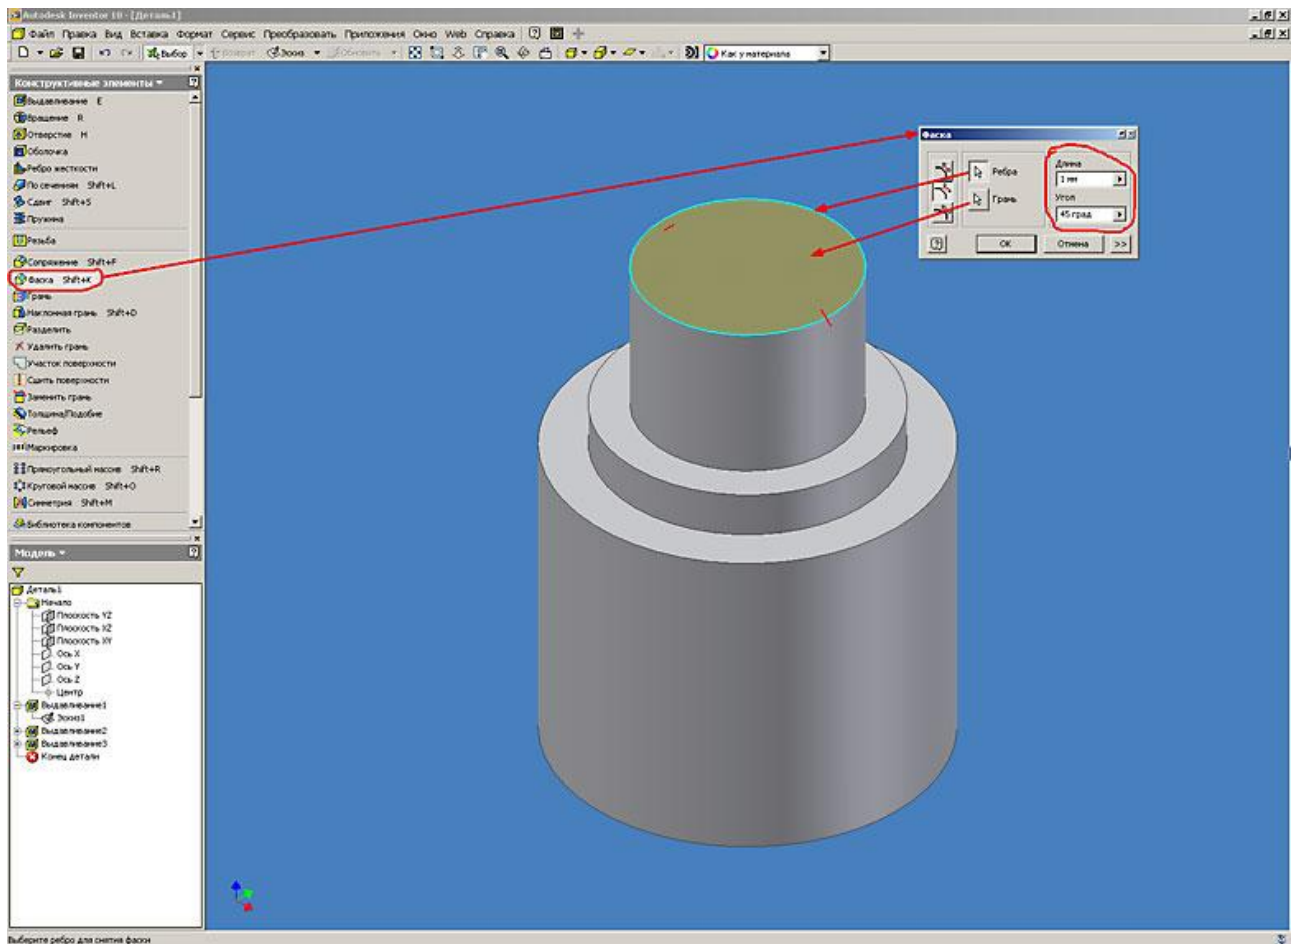 Autodesk Inventor 10 - [Деталь1]
Файл Правка Вид Вставка Формат Сервис Преобразовать Приложения Окно Web Справка
Выбор Возврат Эскиз Обновить Как у материала
Конструктивные элементы
Выдавливание E
Вращение R
Отверстие H
Оболочка
Ребро жесткости
По сечениям Shift+L
Сдвиг Shift+S
Пружина
Резьба
Сопряжение Shift+F
Фаска Shift+K
Грань
Наклонная грань Shift+D
Разделить
Удалить грань
Участок поверхности
Сшить поверхности
Заменить грань
Толщина/Подобие
Рельеф
Маркировка
Прямоугольный массив Shift+R
Круговой массив Shift+O
Симметрия Shift+M
Библиотека компонентов
Модель
Деталь1
Начало
Плоскость YZ
Плоскость XZ
Плоскость XY
Ось X
Ось Y
Ось Z
Центр
Выдавливание1
Эскиз1
Выдавливание2
Выдавливание3
Конец детали
Фаска
Ребра
Грань
Длина
1 мм
Угол
45 град
OK
Отмена
>>
Выберите ребро для снятия фаски